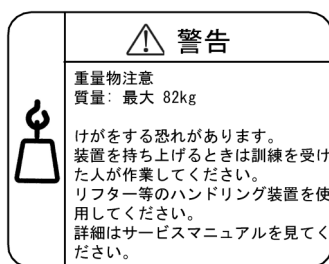 警告
重量物注意
質量: 最大 82kg
けがをする恐れがあります。
装置を持ち上げるときは訓練を受け
た人が作業してください。
リフター等のハンドリング装置を使
用してください。
詳細はサービスマニュアルを見てく
ださい。